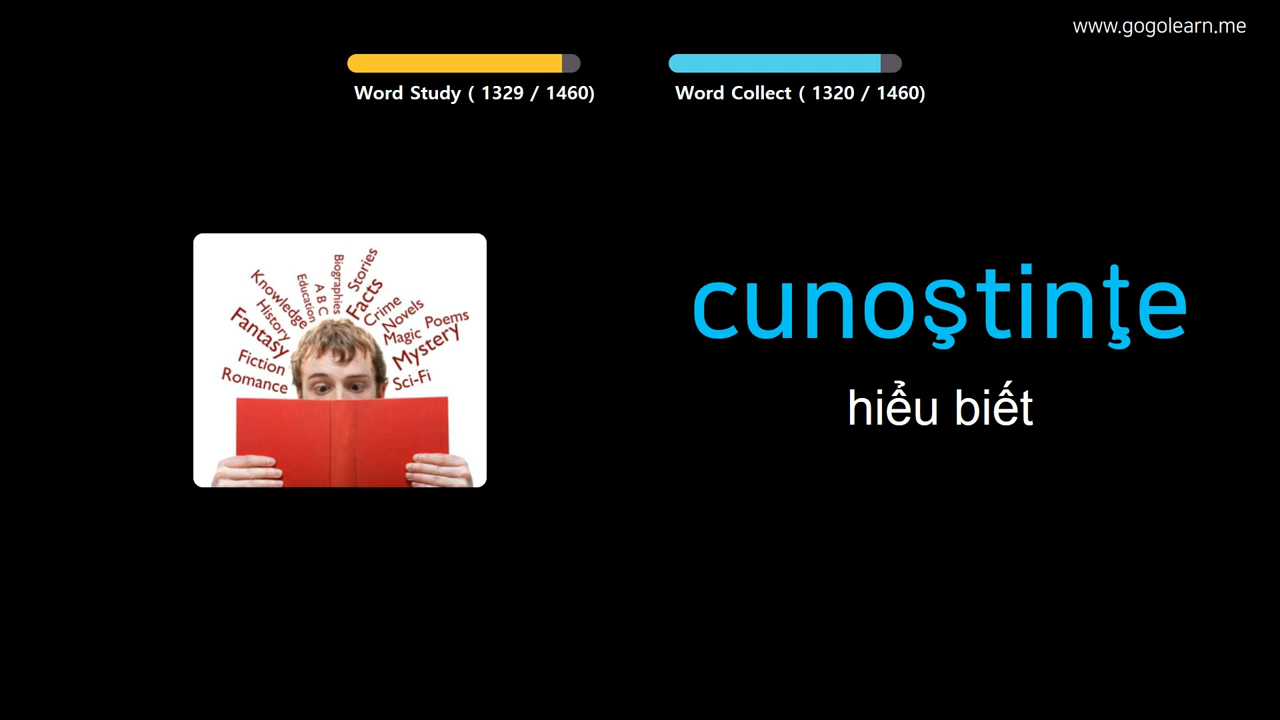 www.gogolearn.me
Word Study ( 1329 / 1460)
Word Collect ( 1320 / 1460)
Knowledge
History
Fantasy
Fiction
Romance
Education
A B C
Biographies
Stories
Facts
Crime
Novels
Magic
Poems
Mystery
Sci-Fi
cunoştinţe
hiểu biết